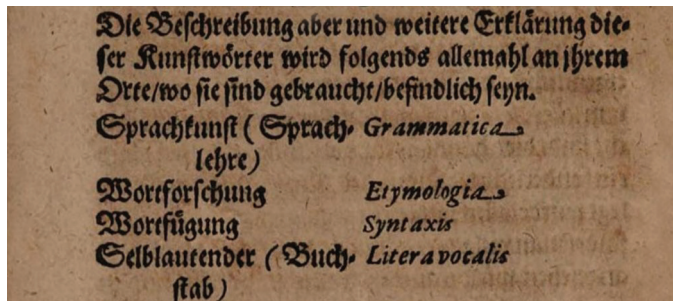 Die Beschreibung aber und weitere Erklärung die-
ser Kunstwörter wird folgends allemahl an jhrem
Orte/wo sie sind gebraucht/befindlich seyn.
Sprachkunst (Sprach- Grammatica
lehre)
Wortforschung Etymologia
Wortfügung Syntaxis
Selblautender (Buch- Litera vocalis
stab)